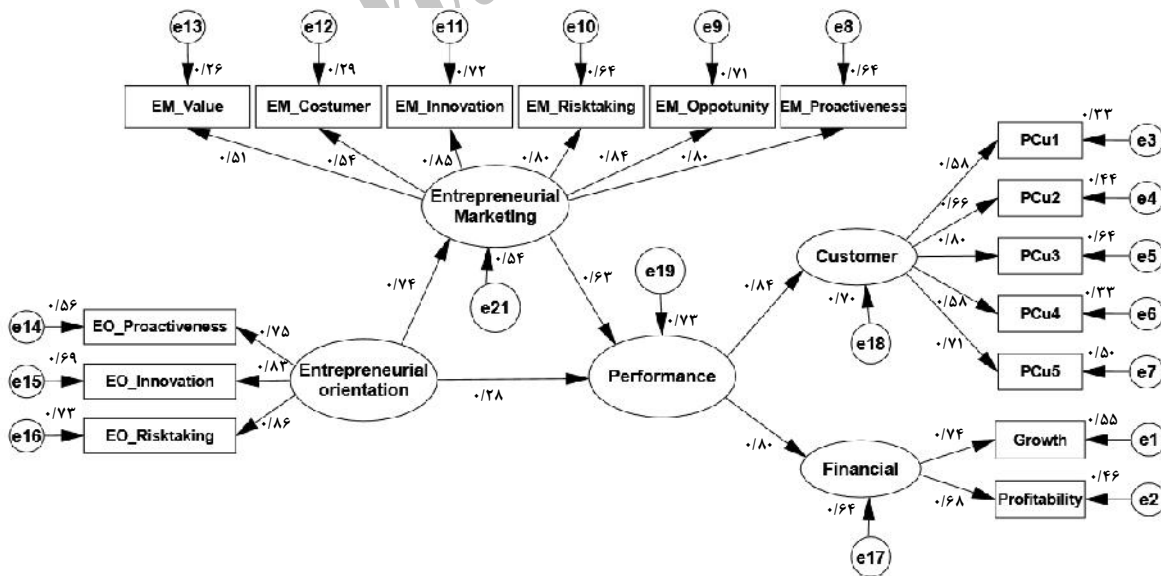 e13 e12 e11 e10 e9 e8
۰/۲۶ ۰/۲۹ ۰/۷۲ ۰/۶۴ ۰/۷۱ ۰/۶۴
EM_Value EM_Costumer EM_Innovation EM_Risktaking EM_Oppotunity EM_Proactiveness
۰/۵۱ ۰/۵۴ ۰/۸۵ ۰/۸۰ ۰/۸۴ ۰/۸۰
Entrepreneurial
Marketing
۰/۵۴
e21
۰/۷۴
۰/۶۳
e19
۰/۷۳
۰/۵۶
e14 EO_Proactiveness ۰/۷۵
۰/۶۹
e15 EO_Innovation ۰/۸۳
۰/۷۳
e16 EO_Risktaking ۰/۸۶
Entrepreneurial
orientation
۰/۲۸
Performance
۰/۸۴
۰/۸۰
Customer
۰/۷۰
e18
۰/۵۸ PCu1 ۰/۳۳ e3
۰/۶۶ PCu2 ۰/۴۴ e4
۰/۸۰ PCu3 ۰/۶۴ e5
۰/۵۸ PCu4 ۰/۳۳ e6
۰/۷۱ PCu5 ۰/۵۰ e7
Financial
۰/۶۴
e17
۰/۷۴ Growth ۰/۵۵ e1
۰/۶۸ Profitability ۰/۴۶ e2